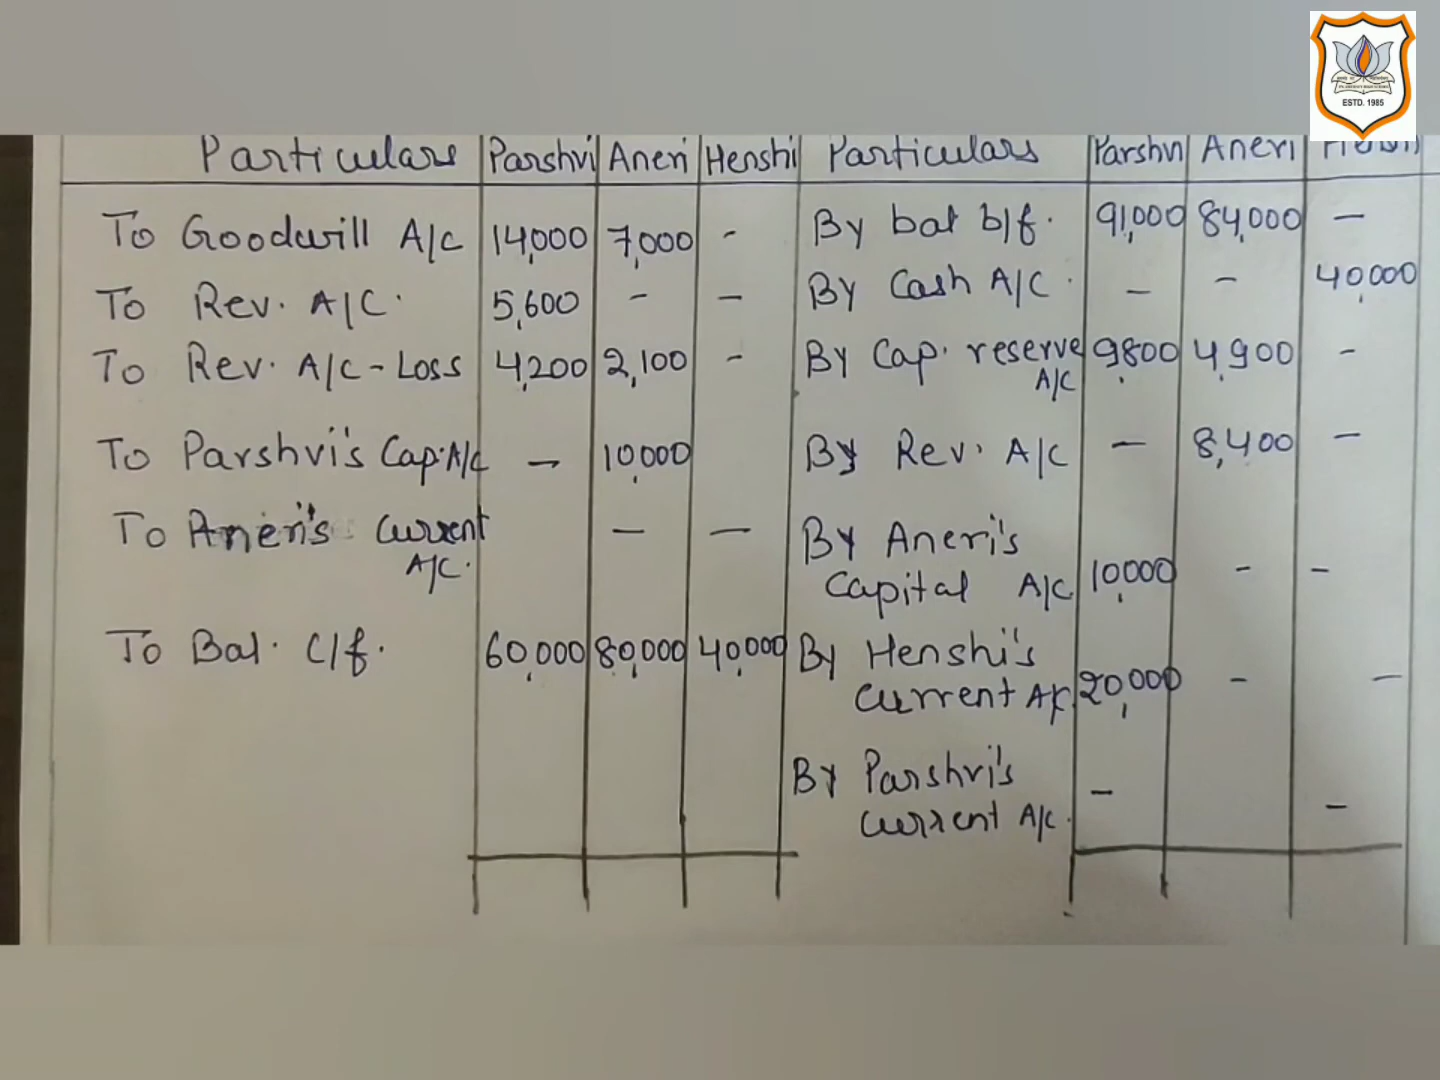 ESTD. 1985
Particulars Parshvi Aneri Henshi Particulars Parshvi Aneri
To Goodwill A/c 14,000 7,000 - By bal b/f. 91,000 84,000 —
To Rev. A/C. 5,600 - — By Cash A/C. — - 40,000
To Rev. A/C - Loss 4,200 2,100 - By Cap. reserve A/C 9800 4,900 -
To Parshvi's Cap. A/c — 10,000 By Rev. A/C — 8,400 —
To Aneri's Current A/C. — — By Aneri's
Capital A/C 10,000 - -
To Bal. c/f. 60,000 80,000 40,000 By Henshi's
Current A/C 20,000 - —
By Parshvi's
Current A/C. — —